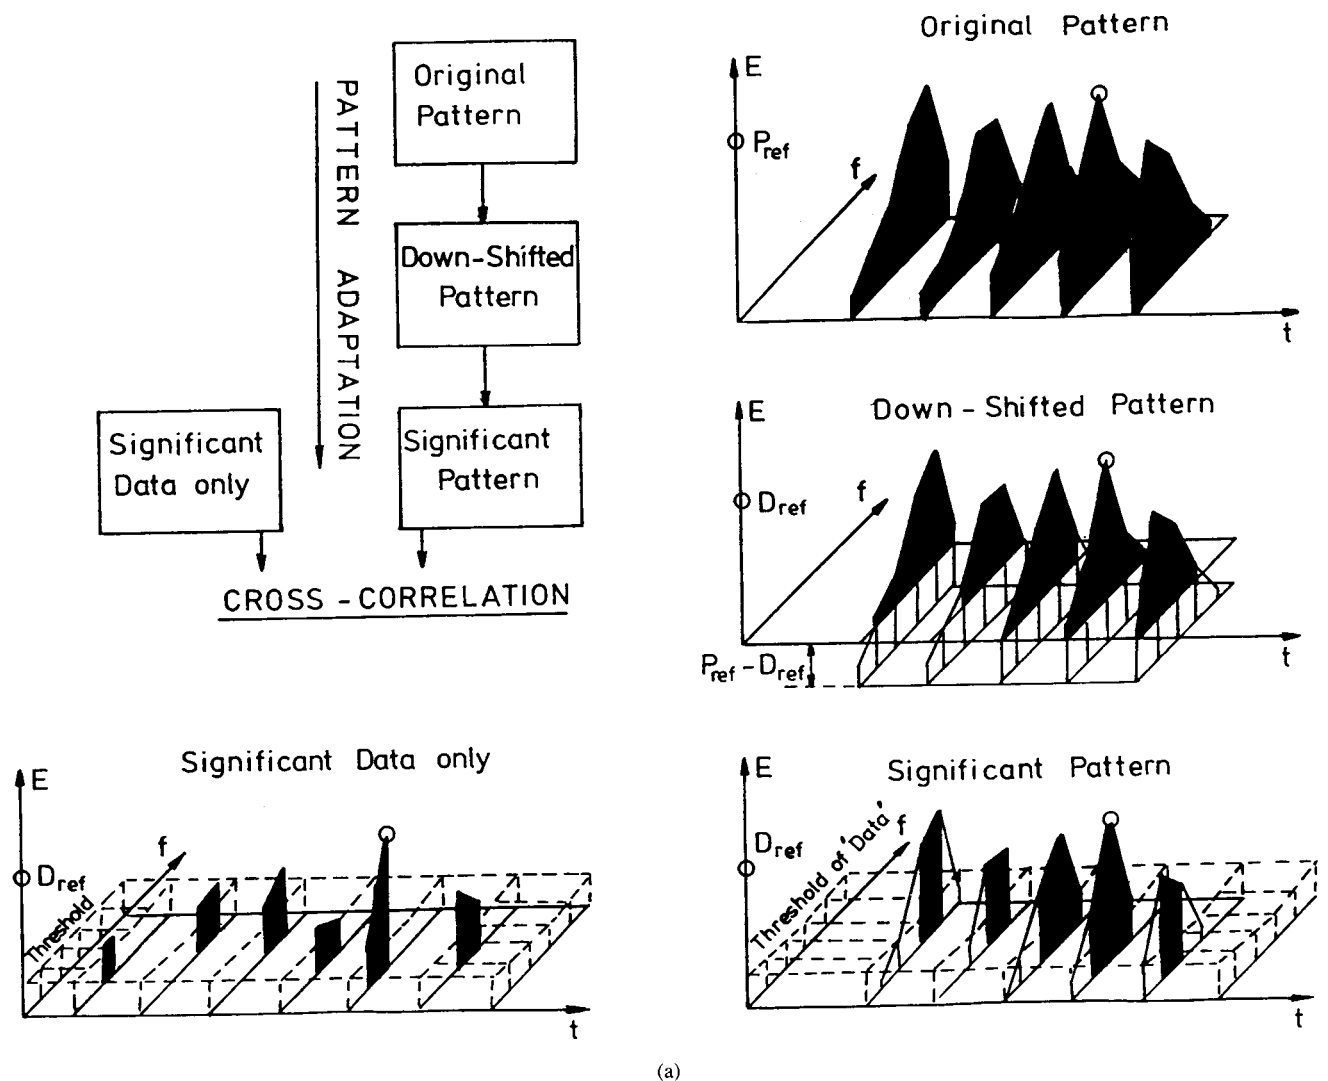 Original
Pattern
Down-Shifted
Pattern
Significant
Pattern
Significant
Data only
PATTERN ADAPTATION
CROSS-CORRELATION
Original Pattern
E
Pref
f
t
Down-Shifted Pattern
E
Dref
f
Pref-Dref
t
Significant Data only
E
Dref
f
Threshold
t
Significant Pattern
E
Dref
f
Threshold of 'Data'
t
(a)